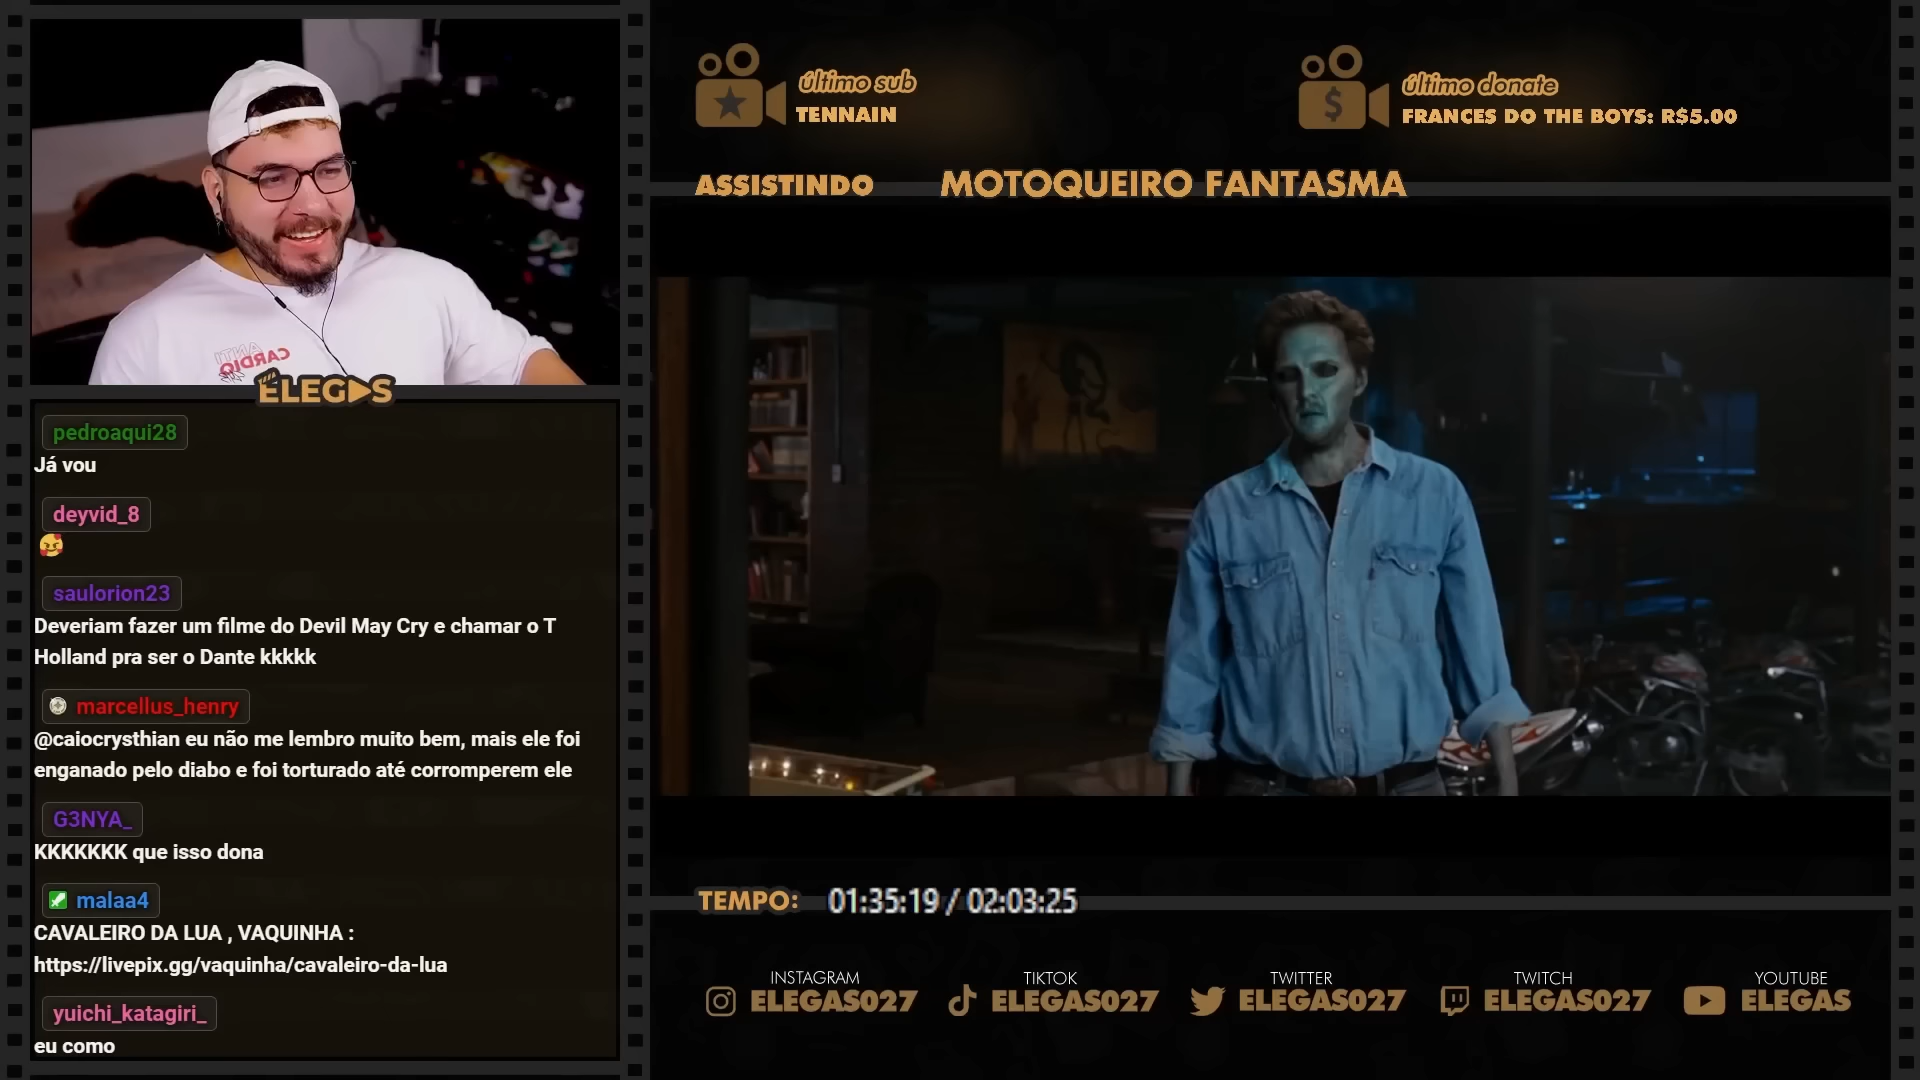 ANTI
CARDIO
ELEGAS
pedroaqui28
Já vou
deyvid_8
saulorion23
Deveriam fazer um filme do Devil May Cry e chamar o T
Holland pra ser o Dante kkkkk
marcellus_henry
@caiocrysthian eu não me lembro muito bem, mais ele foi
enganado pelo diabo e foi torturado até corromperem ele
G3NYA_
KKKKKKK que isso dona
malaa4
CAVALEIRO DA LUA , VAQUINHA :
https://livepix.gg/vaquinha/cavaleiro-da-lua
yuichi_katagiri_
eu como
último sub
TENNAIN
último donate
FRANCES DO THE BOYS: R$5.00
ASSISTINDO MOTOQUEIRO FANTASMA
TEMPO: 01:35:19 / 02:03:25
INSTAGRAM
ELEGAS027
TIKTOK
ELEGAS027
TWITTER
ELEGAS027
TWITCH
ELEGAS027
YOUTUBE
ELEGAS